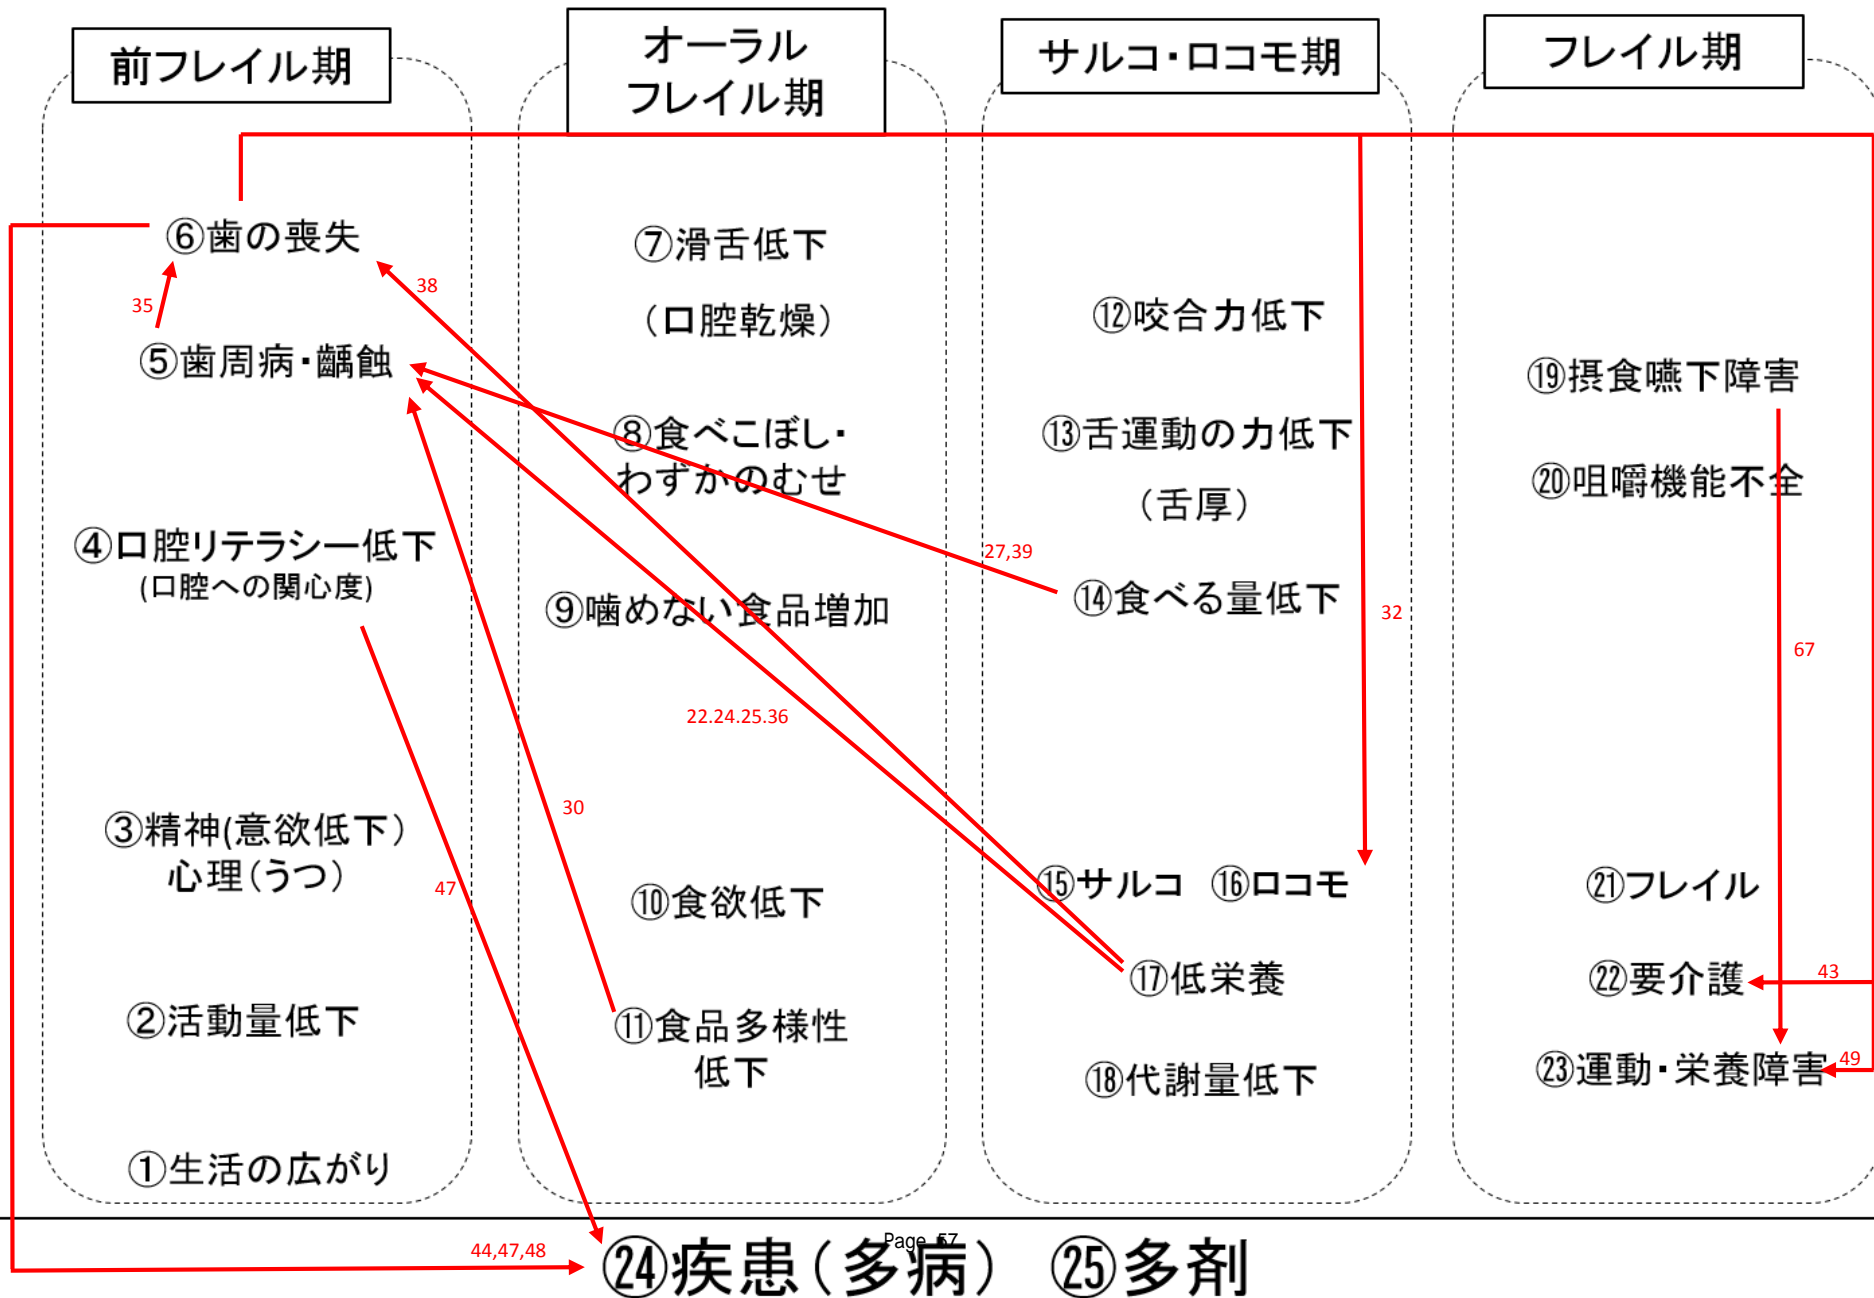 前フレイル期
オーラル
フレイル期
サルコ・ロコモ期
フレイル期
⑥歯の喪失
35
⑤歯周病・齲蝕
④口腔リテラシー低下
(口腔への関心度)
③精神(意欲低下)
心理(うつ)
②活動量低下
①生活の広がり
38
⑦滑舌低下
(口腔乾燥)
⑧食べこぼし・
わずかのむせ
⑨噛めない食品増加
22.24.25.36
30
47
⑩食欲低下
⑪食品多様性
低下
⑫咬合力低下
⑬舌運動の力低下
(舌厚)
27,39
⑭食べる量低下
32
⑮サルコ ⑯ロコモ
⑰低栄養
⑱代謝量低下
⑲摂食嚥下障害
⑳咀嚼機能不全
67
㉑フレイル
㉒要介護
43
㉓運動・栄養障害
49
44,47,48
Page 57
㉔疾患(多病) ㉕多剤